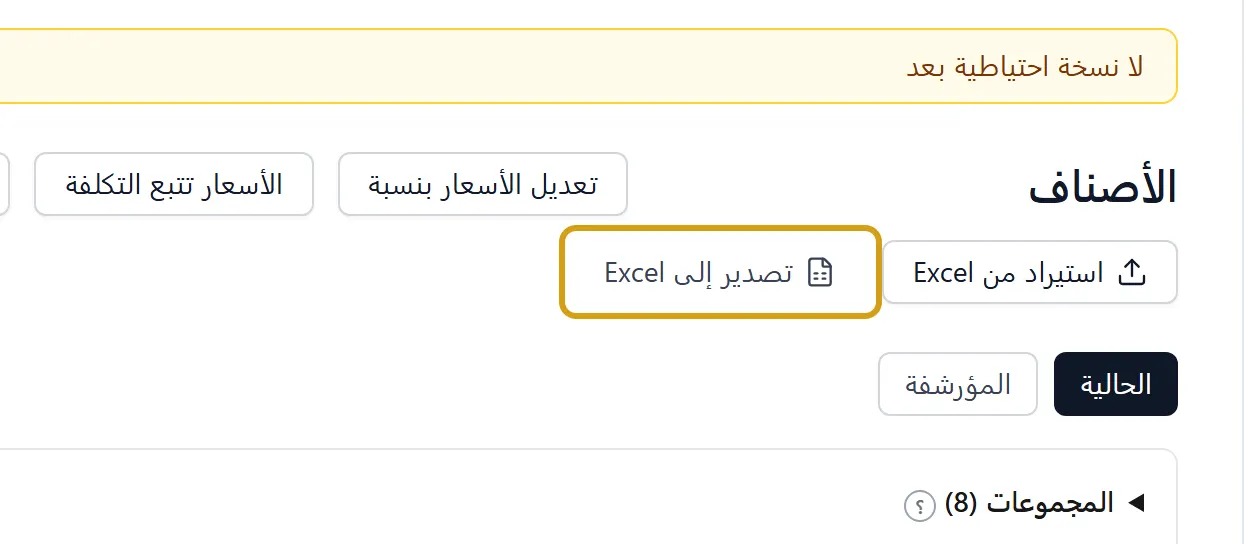 لا نسخة احتياطية بعد
الأصناف
تعديل الأسعار بنسبة
الأسعار تتبع التكلفة
استيراد من Excel
تصدير إلى Excel
الحالية
المؤرشفة
المجموعات (8) ؟